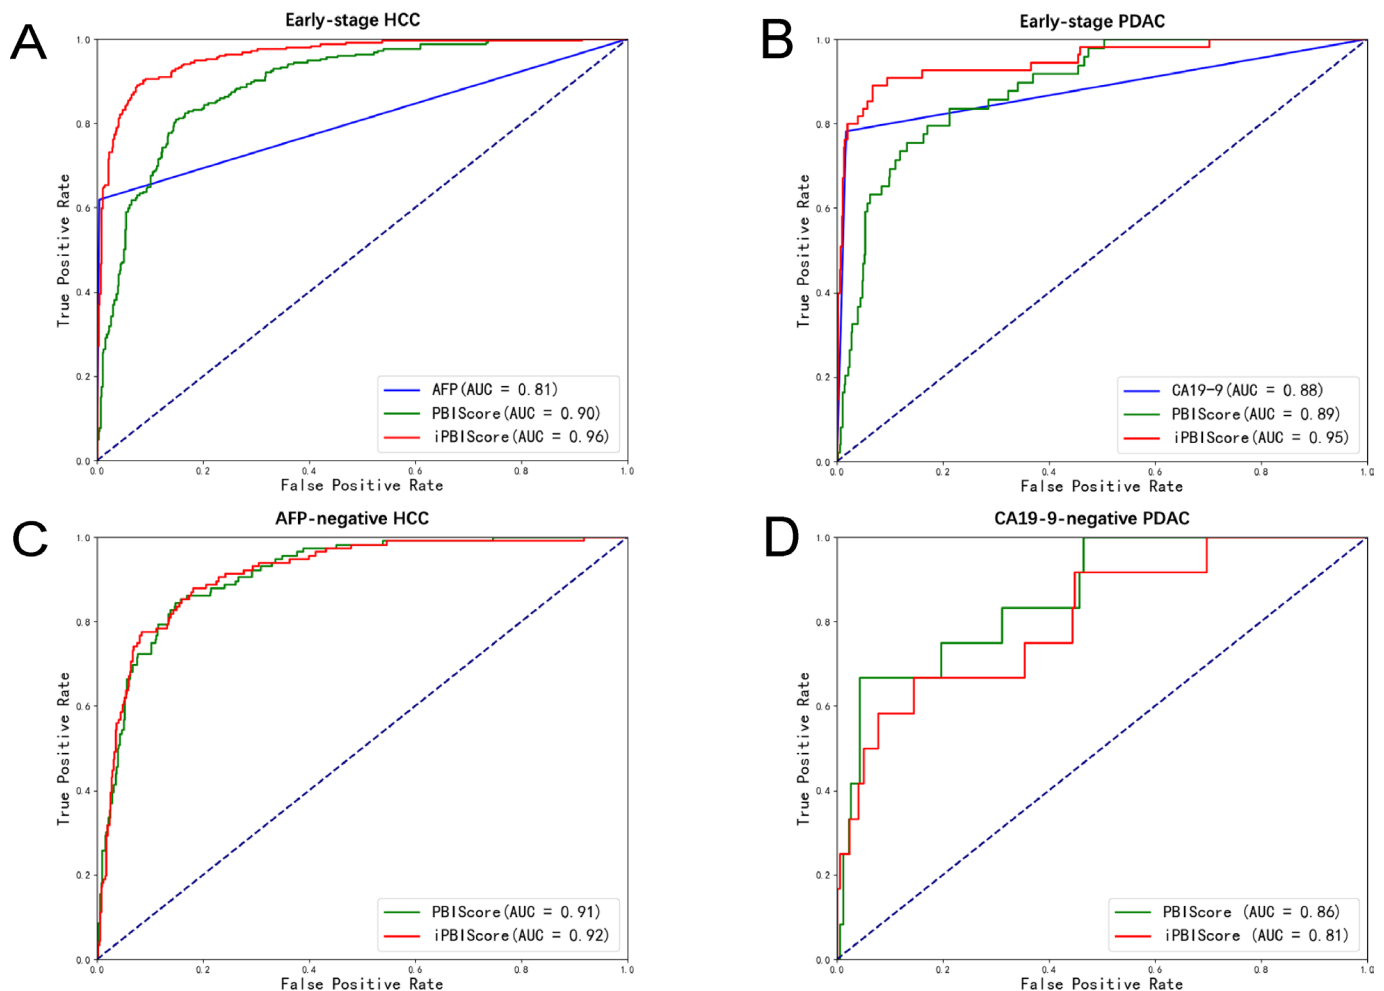 A
Early-stage HCC
1.0
0.8
0.6
0.4
0.2
0.0
True Positive Rate
AFP(AUC = 0.81)
PBIScore(AUC = 0.90)
iPBIScore(AUC = 0.96)
0.0 0.2 0.4 0.6 0.8 1.0
False Positive Rate
B
Early-stage PDAC
1.0
0.8
0.6
0.4
0.2
0.0
True Positive Rate
CA19-9(AUC = 0.88)
PBIScore(AUC = 0.89)
iPBIScore(AUC = 0.95)
0.0 0.2 0.4 0.6 0.8 1.0
False Positive Rate
C
AFP-negative HCC
1.0
0.8
0.6
0.4
0.2
0.0
True Positive Rate
PBIScore(AUC = 0.91)
iPBIScore(AUC = 0.92)
0.0 0.2 0.4 0.6 0.8 1.0
False Positive Rate
D
CA19-9-negative PDAC
1.0
0.8
0.6
0.4
0.2
0.0
True Positive Rate
PBIScore (AUC = 0.86)
iPBIScore (AUC = 0.81)
0.0 0.2 0.4 0.6 0.8 1.0
False Positive Rate